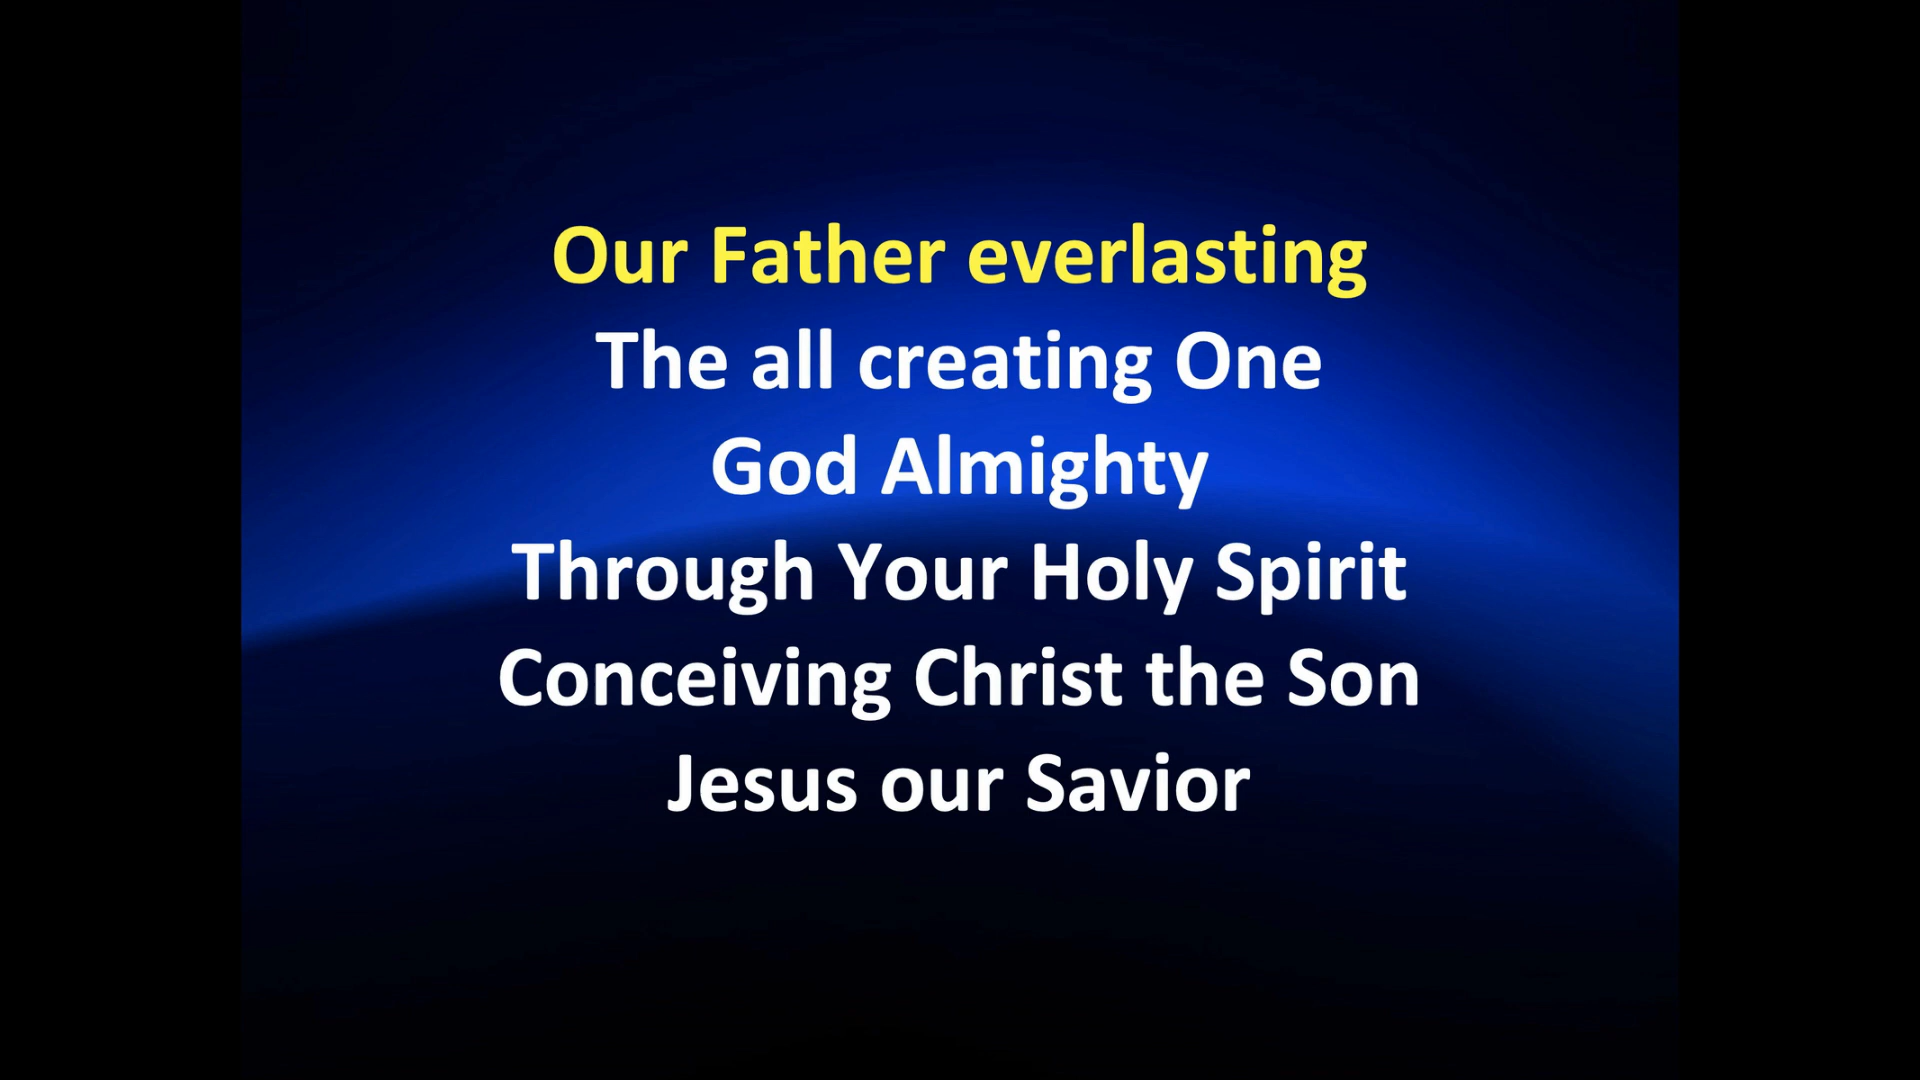 Our Father everlasting
The all creating One
God Almighty
Through Your Holy Spirit
Conceiving Christ the Son
Jesus our Savior